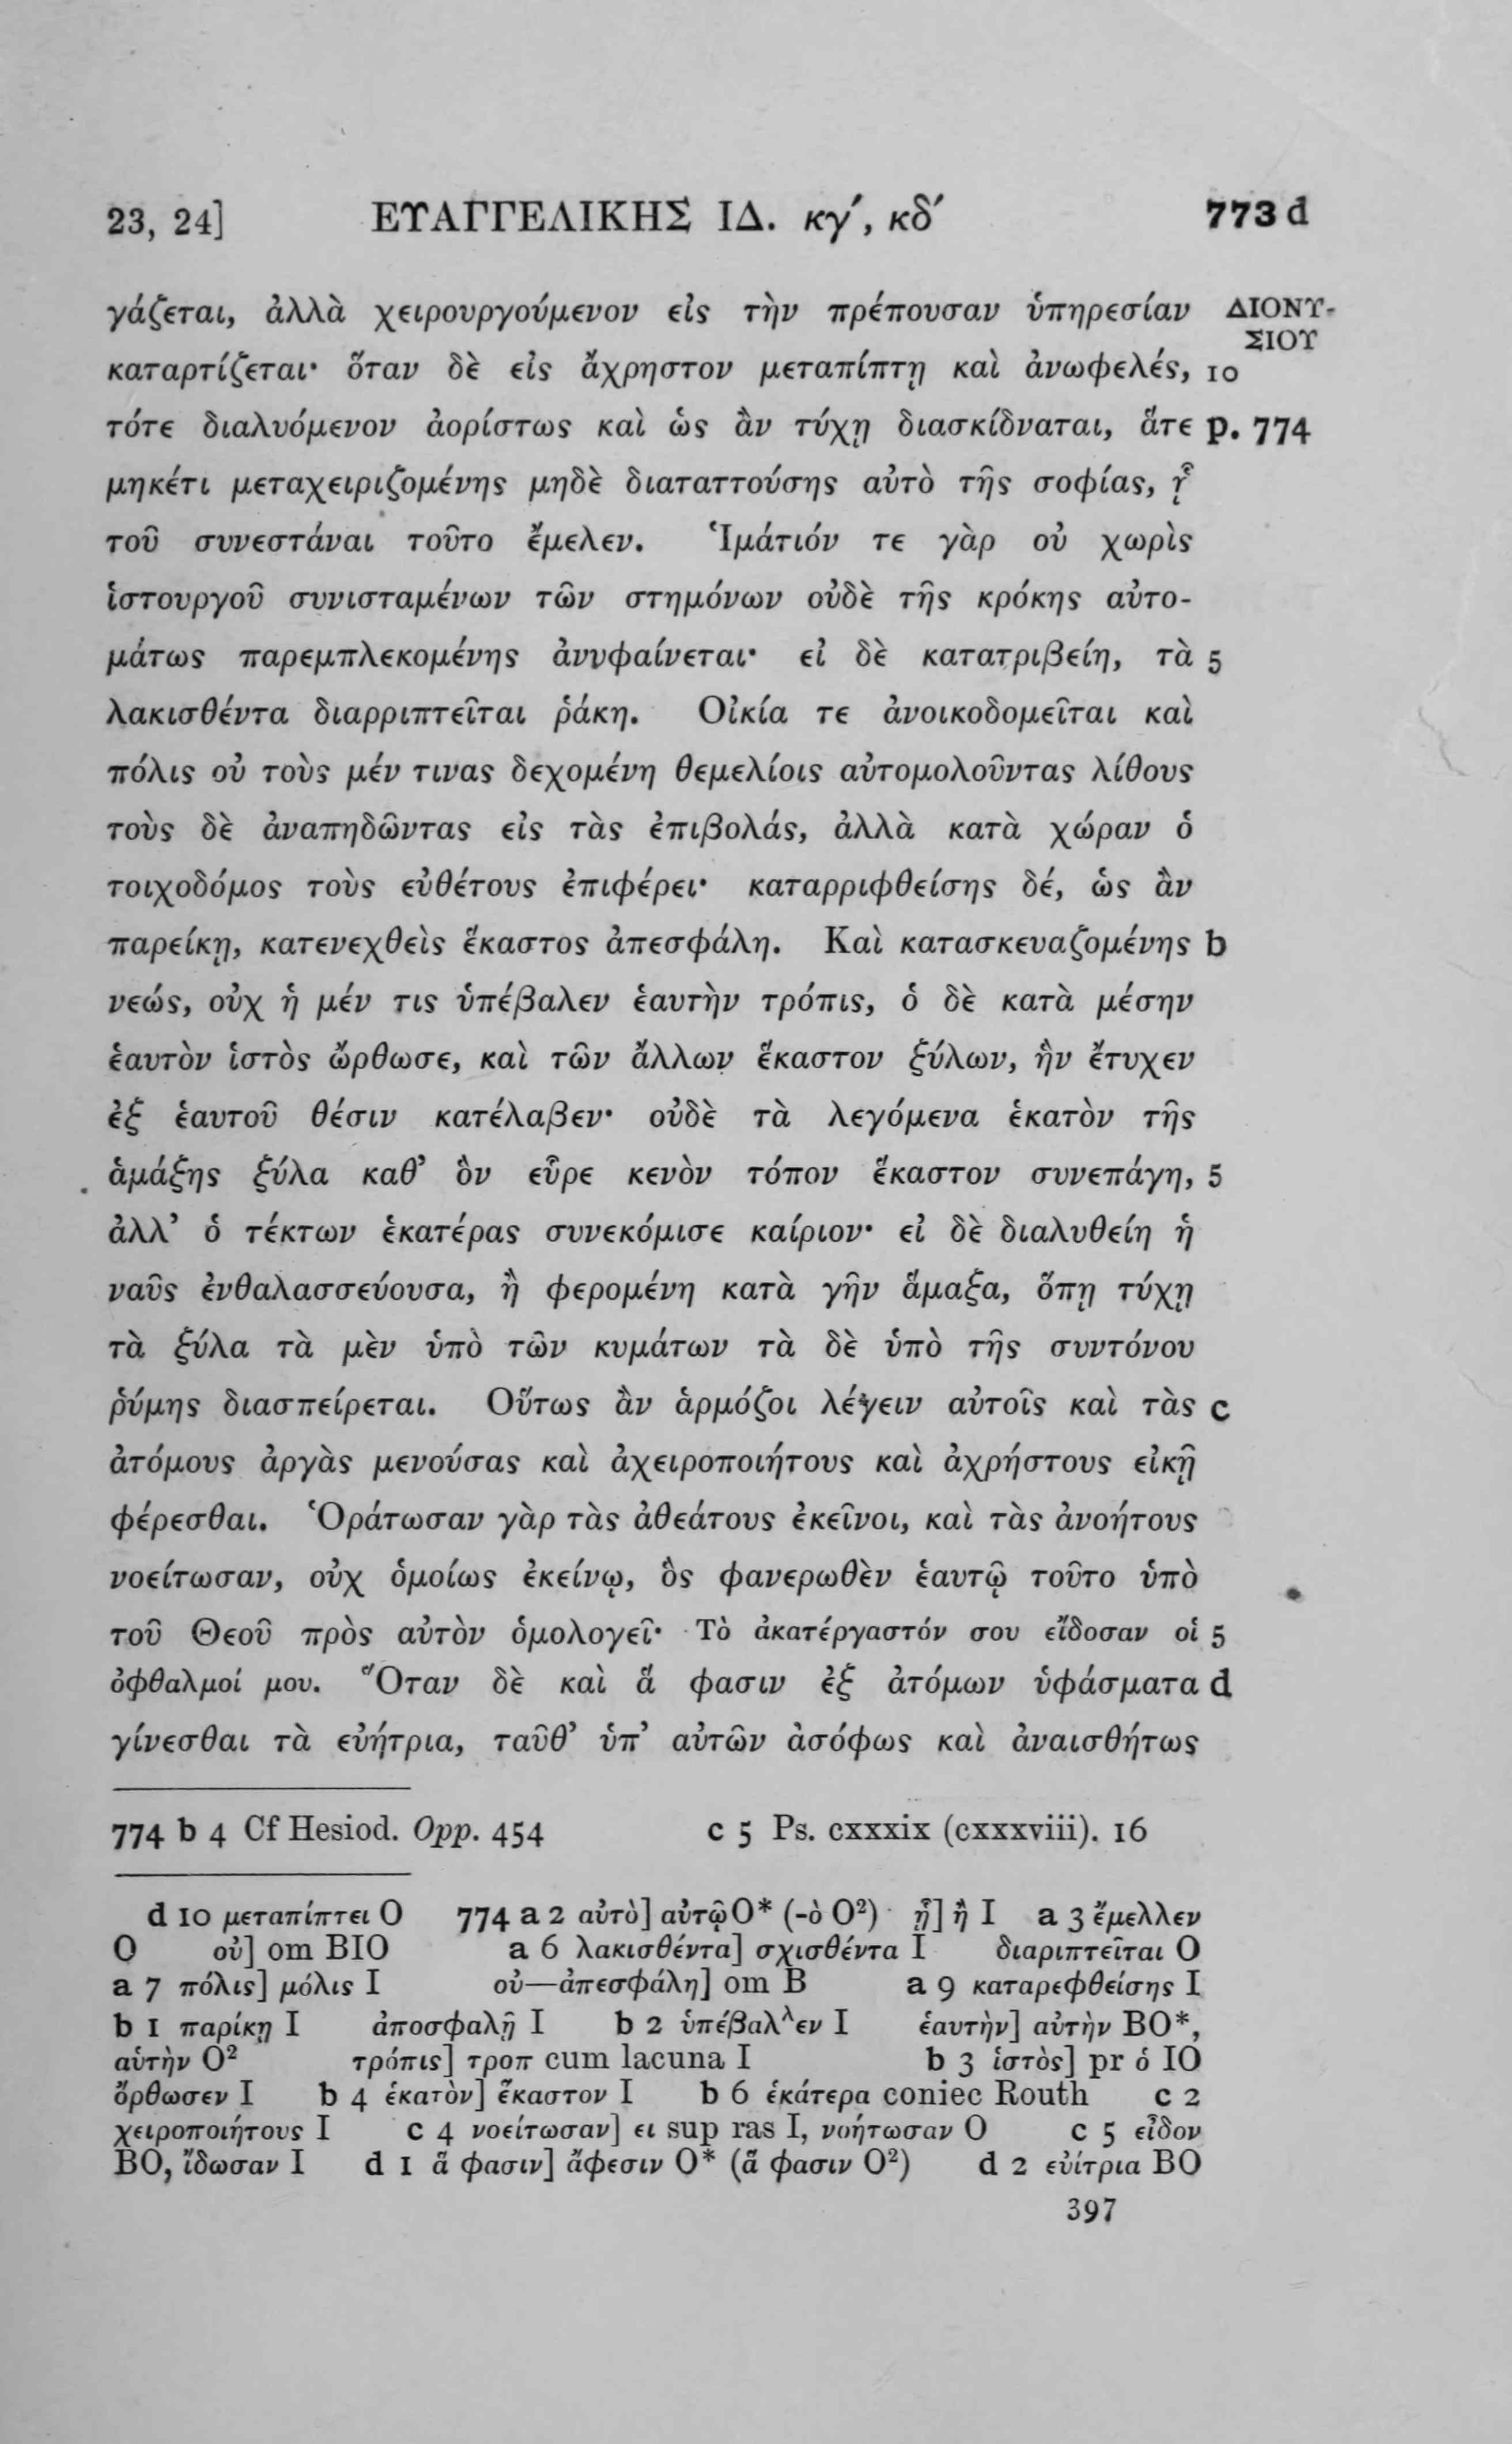 23, 24] ΕΥΑΓΓΕΛΙΚΗΣ ΙΔ. κγ´, κδ´ 773 d
γάζεται, ἀλλὰ χειρουργούμενον εἰς τὴν πρέπουσαν ὑπηρεσίαν ΔΙΟΝΥ-
ΣΙΟΥ
καταρτίζεται· ὅταν δὲ εἰς ἄχρηστον μεταπίπτῃ καὶ ἀνωφελές, 10
τότε διαλυόμενον ἀορίστως καὶ ὡς ἂν τύχῃ διασκίδναται, ἅτε p. 774
μηκέτι μεταχειριζομένης μηδὲ διαταττούσης αὐτὸ τῆς σοφίας, ᾗ
τοῦ συνεστάναι τοῦτο ἔμελεν. Ἱμάτιόν τε γὰρ οὐ χωρὶς
ἱστουργοῦ συνισταμένων τῶν στημόνων οὐδὲ τῆς κρόκης αὐτο-
μάτως παρεμπλεκομένης ἀνυφαίνεται· εἰ δὲ κατατριβείη, τὰ 5
λακισθέντα διαρριπτεῖται ῥάκη. Οἰκία τε ἀνοικοδομεῖται καὶ
πόλις οὐ τοὺς μέν τινας δεχομένη θεμελίοις αὐτομολοῦντας λίθους
τοὺς δὲ ἀναπηδῶντας εἰς τὰς ἐπιβολάς, ἀλλὰ κατὰ χώραν ὁ
τοιχοδόμος τοὺς εὐθέτους ἐπιφέρει· καταρριφθείσης δέ, ὡς ἂν
παρείκῃ, κατενεχθεὶς ἕκαστος ἀπεσφάλη. Καὶ κατασκευαζομένης b
νεώς, οὐχ ἡ μέν τις ὑπέβαλεν ἑαυτὴν τρόπις, ὁ δὲ κατὰ μέσην
ἑαυτὸν ἱστὸς ὤρθωσε, καὶ τῶν ἄλλων ἕκαστον ξύλων, ἣν ἔτυχεν
ἐξ ἑαυτοῦ θέσιν κατέλαβεν· οὐδὲ τὰ λεγόμενα ἑκατὸν τῆς
ἁμάξης ξύλα καθ’ ὃν εὗρε κενὸν τόπον ἕκαστον συνεπάγη, 5
ἀλλ’ ὁ τέκτων ἑκατέρας συνεκόμισε καίριον· εἰ δὲ διαλυθείη ἡ
ναῦς ἐνθαλασσεύουσα, ἢ φερομένη κατὰ γῆν ἅμαξα, ὅπῃ τύχῃ
τὰ ξύλα τὰ μὲν ὑπὸ τῶν κυμάτων τὰ δὲ ὑπὸ τῆς συντόνου
ῥύμης διασπείρεται. Οὕτως ἂν ἁρμόζοι λέγειν αὐτοῖς καὶ τὰς c
ἀτόμους ἀργὰς μενούσας καὶ ἀχειροποιήτους καὶ ἀχρήστους εἰκῇ
φέρεσθαι. Ὁράτωσαν γὰρ τὰς ἀθεάτους ἐκεῖνοι, καὶ τὰς ἀνοήτους
νοείτωσαν, οὐχ ὁμοίως ἐκείνῳ, ὃς φανερωθὲν ἑαυτῷ τοῦτο ὑπὸ
τοῦ Θεοῦ πρὸς αὐτὸν ὁμολογεῖ· Τὸ ἀκατέργαστόν σου εἴδοσαν οἱ 5
ὀφθαλμοί μου. Ὅταν δὲ καὶ ἅ φασιν ἐξ ἀτόμων ὑφάσματα d
γίνεσθαι τὰ εὐήτρια, ταῦθ’ ὑπ’ αὐτῶν ἀσόφως καὶ ἀναισθήτως
774 b 4 Cf Hesiod. Opp. 454 c 5 Ps. cxxxix (cxxxviii). 16
d 10 μεταπίπτει O 774 a 2 αὐτὸ] αὐτῷ O* (-ὸ O²) ᾗ] ἢ I a 3 ἔμελλεν
O οὐ] om BIO a 6 λακισθέντα] σχισθέντα I διαριπτεῖται O
a 7 πόλις] μόλις I οὐ—ἀπεσφάλη] om B a 9 καταρεφθείσης I
b 1 παρίκῃ I ἀποσφαλῇ I b 2 ὑπέβαλ^λεν I ἑαυτὴν] αὐτὴν BO*,
αὑτὴν O² τρόπις] τροπ cum lacuna I b 3 ἱστὸς] pr ὁ IO
ὄρθωσεν I b 4 ἑκατὸν] ἕκαστον I b 6 ἑκάτερα coniec Routh c 2
χειροποιήτους I c 4 νοείτωσαν] ει sup ras I, νοήτωσαν O c 5 εἶδον
BO, ἴδωσαν I d 1 ἅ φασιν] ἄφεσιν O* (ἅ φασιν O²) d 2 εὐίτρια BO
397